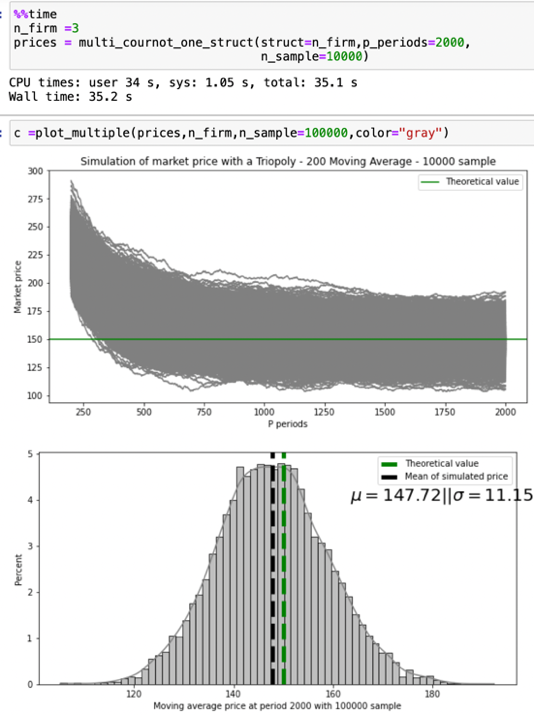 %%time
n_firm =3
prices = multi_cournot_one_struct(struct=n_firm,p_periods=2000,
n_sample=10000)
CPU times: user 34 s, sys: 1.05 s, total: 35.1 s
Wall time: 35.2 s
c =plot_multiple(prices,n_firm,n_sample=100000,color="gray")
Simulation of market price with a Triopoly - 200 Moving Average - 10000 sample
Theoretical value
300
275
250
225
200
175
150
125
100
Market price
250 500 750 1000 1250 1500 1750 2000
P periods
Theoretical value
Mean of simulated price
μ = 147.72||σ = 11.15
5
4
3
2
1
0
Percent
120 140 160 180
Moving average price at period 2000 with 100000 sample